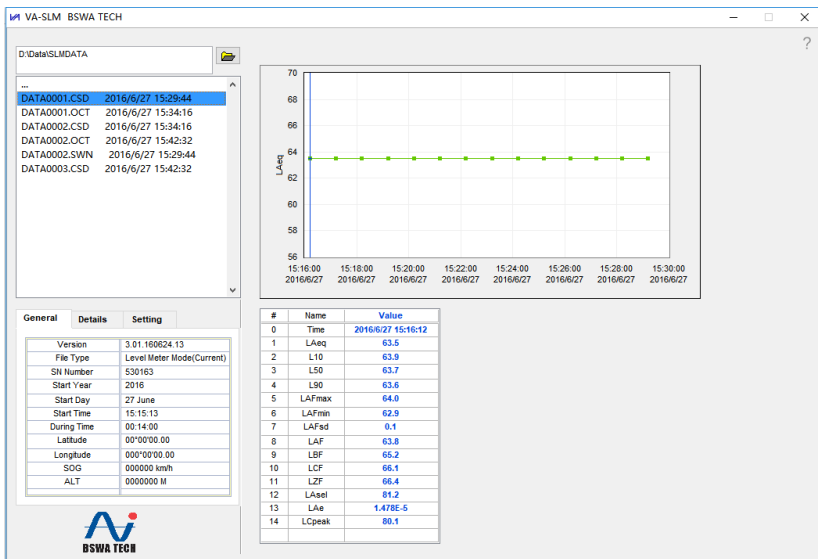 VA-SLM BSWA TECH
?
D:\Data\SLMDATA
...
DATA0001.CSD 2016/6/27 15:29:44
DATA0001.OCT 2016/6/27 15:34:16
DATA0002.CSD 2016/6/27 15:34:16
DATA0002.OCT 2016/6/27 15:42:32
DATA0002.SWN 2016/6/27 15:29:44
DATA0003.CSD 2016/6/27 15:42:32
LAeq
70
68
66
64
62
60
58
56
15:16:00 15:18:00 15:20:00 15:22:00 15:24:00 15:26:00 15:28:00 15:30:00
2016/6/27 2016/6/27 2016/6/27 2016/6/27 2016/6/27 2016/6/27 2016/6/27 2016/6/27
General Details Setting
Version 3.01.160624.13
File Type Level Meter Mode(Current)
SN Number 530163
Start Year 2016
Start Day 27 June
Start Time 15:15:13
During Time 00:14:00
Latitude 00°00'00.00
Longitude 000°00'00.00
SOG 000000 km/h
ALT 0000000 M
BSWA TECH
# Name Value
0 Time 2016/6/27 15:16:12
1 LAeq 63.5
2 L10 63.9
3 L50 63.7
4 L90 63.6
5 LAFmax 64.0
6 LAFmin 62.9
7 LAFsd 0.1
8 LAF 63.8
9 LBF 65.2
10 LCF 66.1
11 LZF 66.4
12 LAsel 81.2
13 LAe 1.478E-5
14 LCpeak 80.1